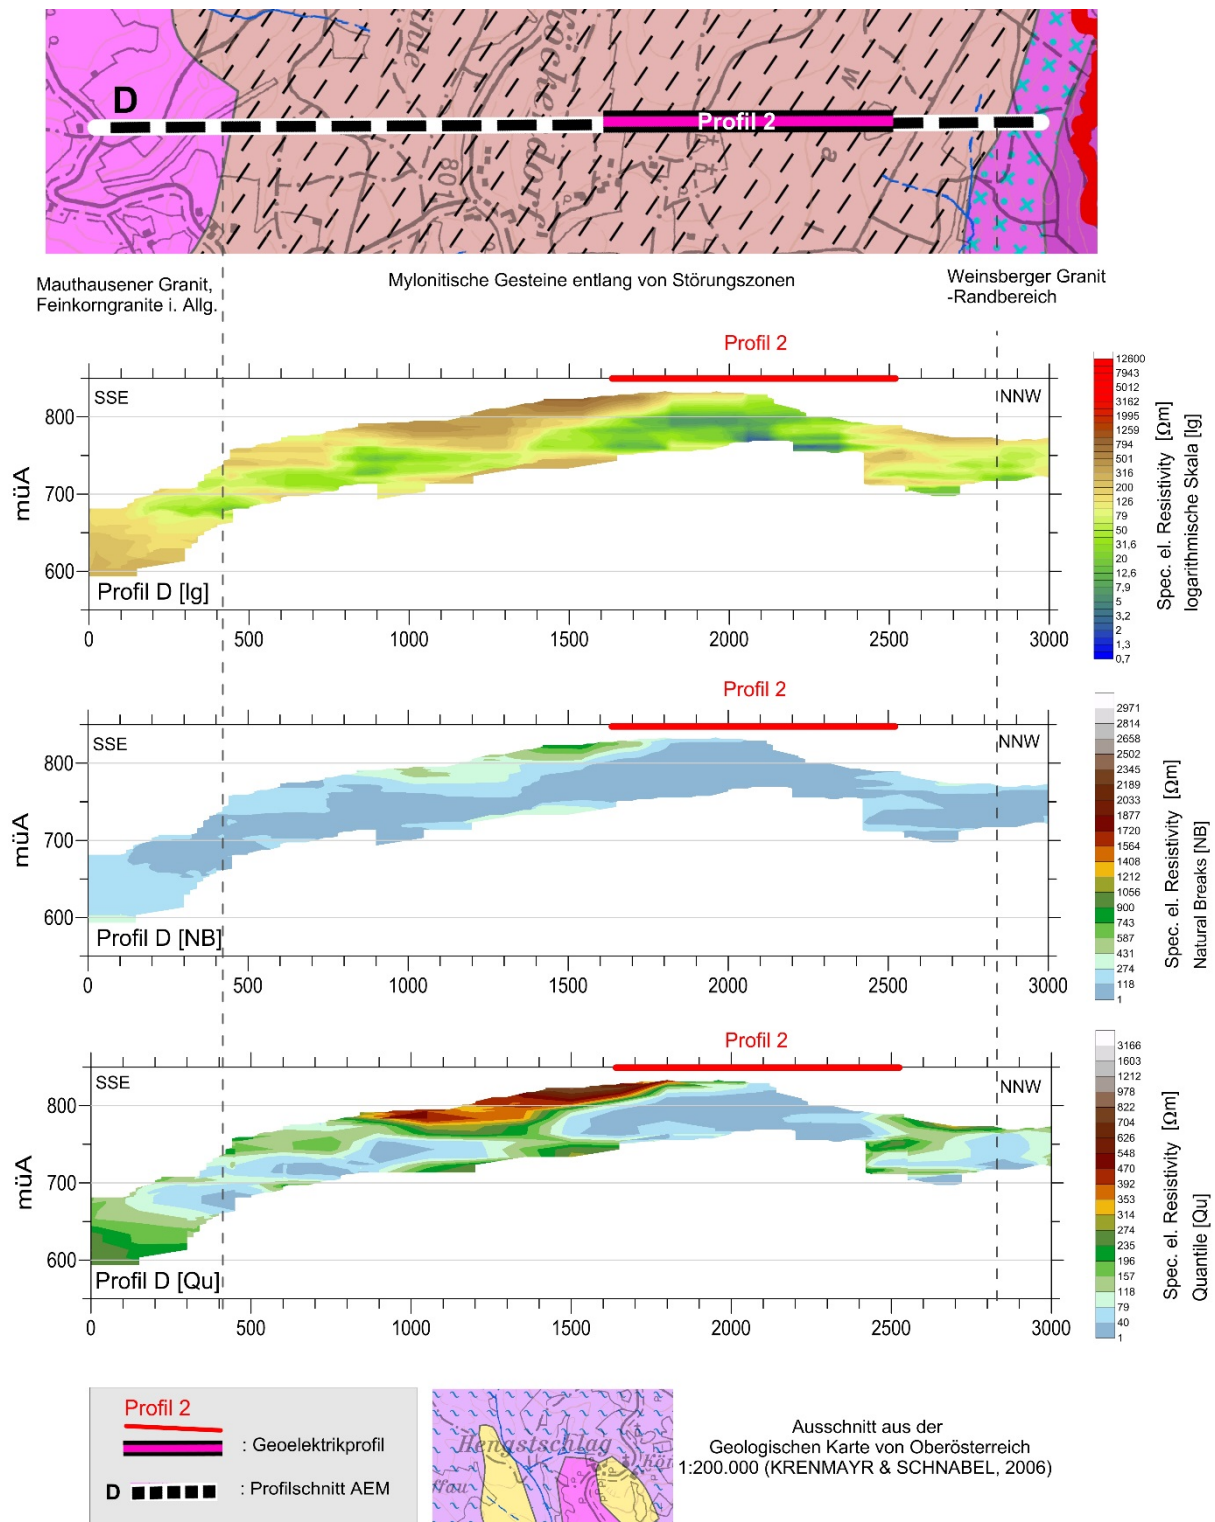 D
Profil 2
801
Mauthausener Granit,
Feinkorngranite i. Allg.
Mylonitische Gesteine entlang von Störungszonen
Weinsberger Granit
-Randbereich
Profil 2
SSE
NNW
800
700
600
müA
Profil D [lg]
0 500 1000 1500 2000 2500 3000
12600
7943
5012
3162
1995
1259
794
501
316
200
126
79
50
31,6
20
12,6
7,9
5
3,2
2
1,3
0,7
Spec. el. Resistivity [Ωm]
logarithmische Skala [lg]
Profil 2
SSE
NNW
800
700
600
müA
Profil D [NB]
0 500 1000 1500 2000 2500 3000
2971
2814
2658
2502
2345
2189
2033
1877
1720
1564
1408
1212
1056
900
743
587
431
274
118
1
Spec. el. Resistivity [Ωm]
Natural Breaks [NB]
Profil 2
SSE
NNW
800
700
600
müA
Profil D [Qu]
0 500 1000 1500 2000 2500 3000
3166
1603
1212
978
822
704
626
548
470
392
353
314
274
235
196
157
118
79
40
1
Spec. el. Resistivity [Ωm]
Quantile [Qu]
Profil 2
: Geoelektrikprofil
D : Profilschnitt AEM
Hengstschlag
Ausschnitt aus der
Geologischen Karte von Oberösterreich
1:200.000 (KRENMAYR & SCHNABEL, 2006)